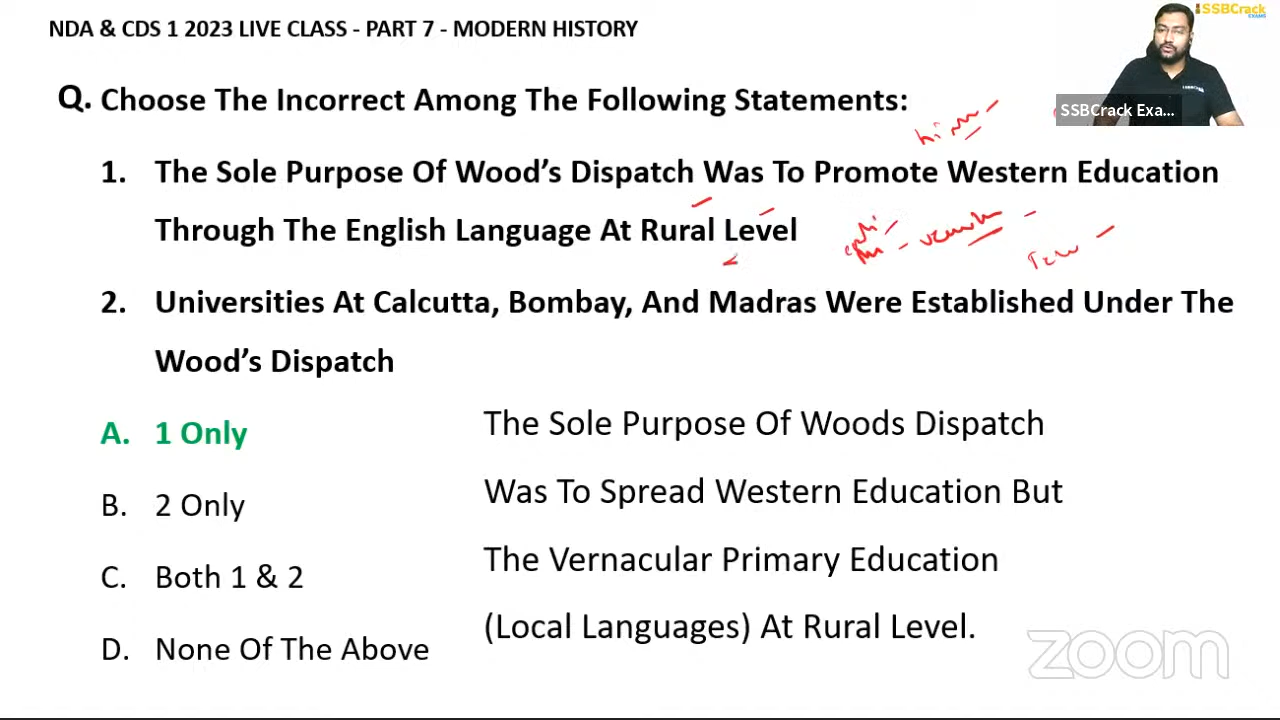 NDA & CDS 1 2023 LIVE CLASS - PART 7 - MODERN HISTORY
SSBCrack
EXAMS
Q. Choose The Incorrect Among The Following Statements:
SSBCrack Exa...
1. The Sole Purpose Of Wood’s Dispatch Was To Promote Western Education
Through The English Language At Rural Level
2. Universities At Calcutta, Bombay, And Madras Were Established Under The
Wood’s Dispatch
A. 1 Only
B. 2 Only
C. Both 1 & 2
D. None Of The Above
The Sole Purpose Of Woods Dispatch
Was To Spread Western Education But
The Vernacular Primary Education
(Local Languages) At Rural Level.
zoom